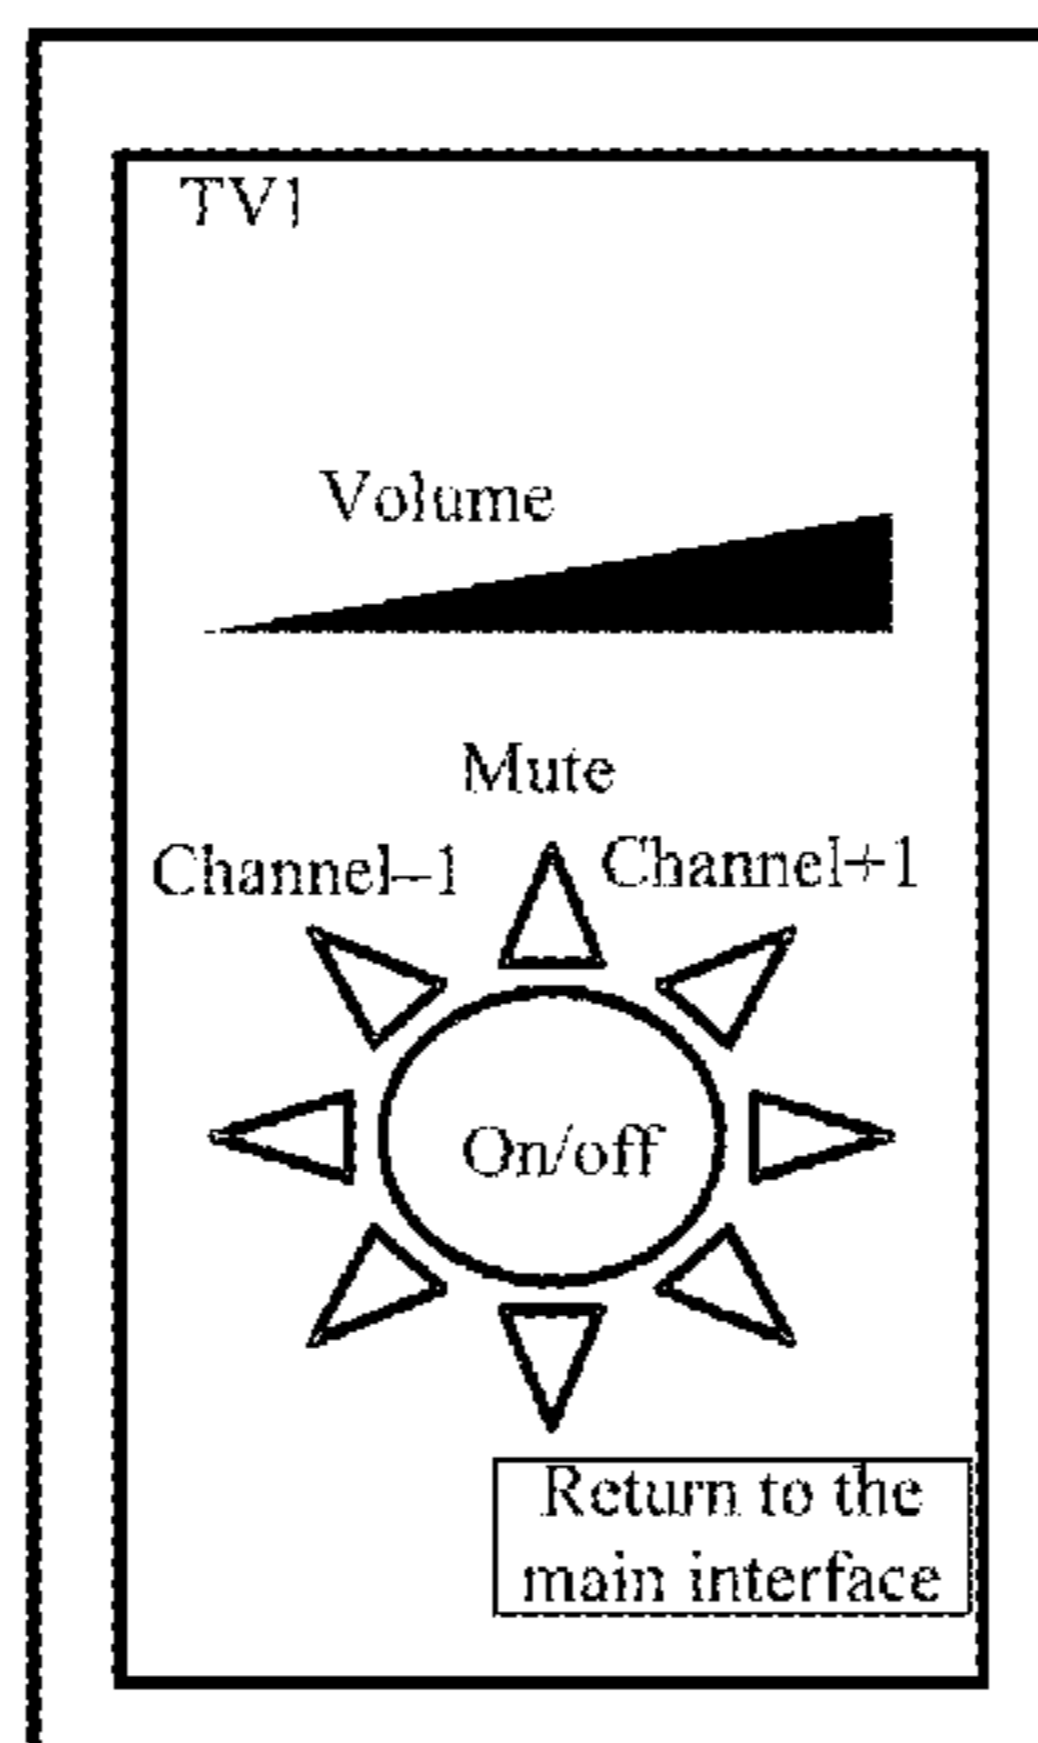 TV1
Volume
Mute
Channel–1
Channel+1
On/off
Return to the
main interface